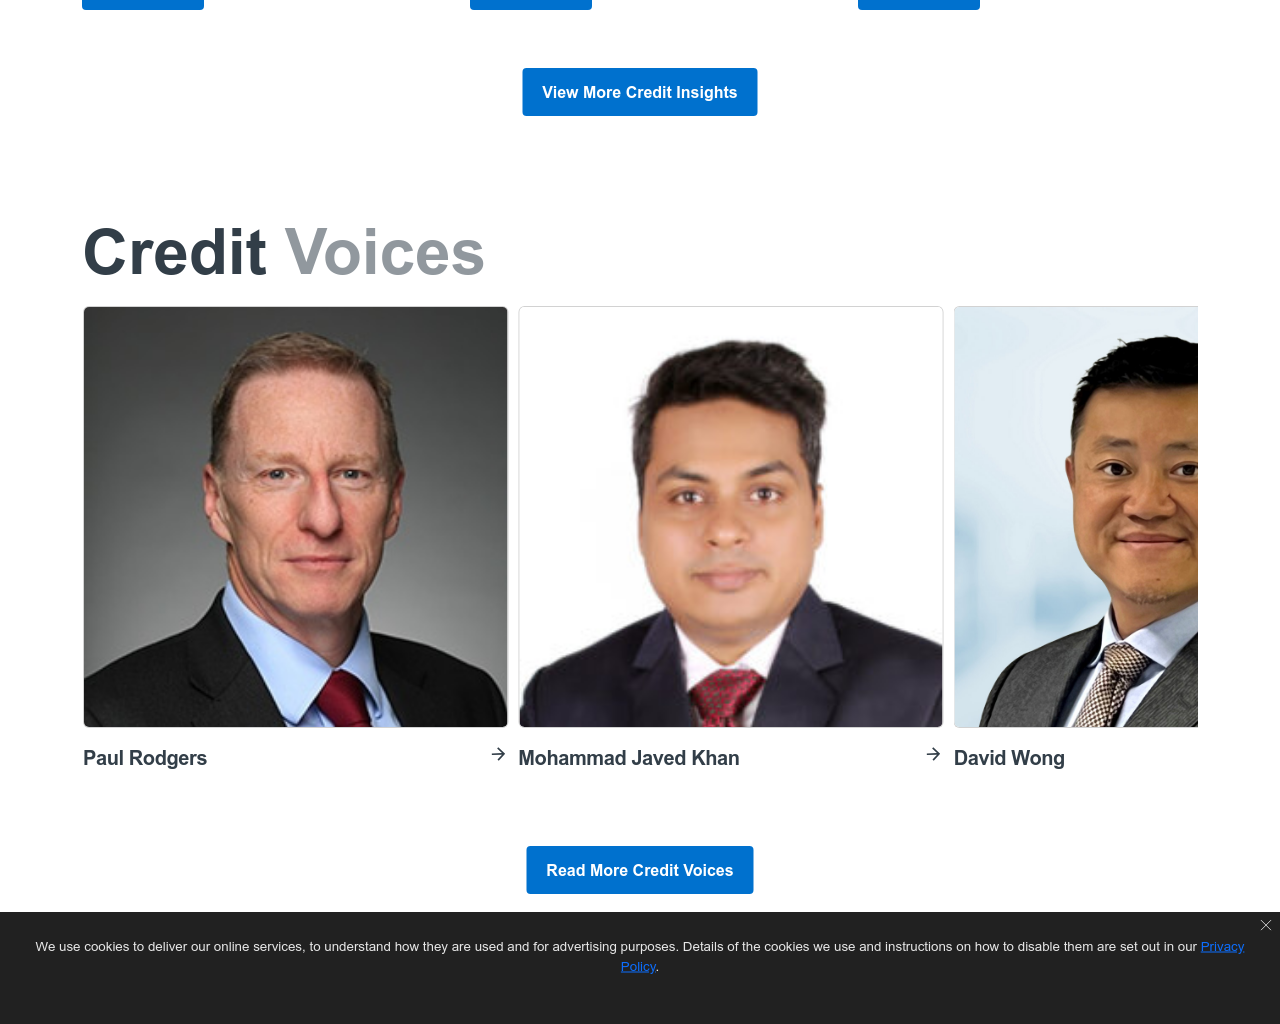 View More Credit Insights
Credit Voices
Paul Rodgers
Mohammad Javed Khan
David Wong
Read More Credit Voices
We use cookies to deliver our online services, to understand how they are used and for advertising purposes. Details of the cookies we use and instructions on how to disable them are set out in our Privacy
Policy.